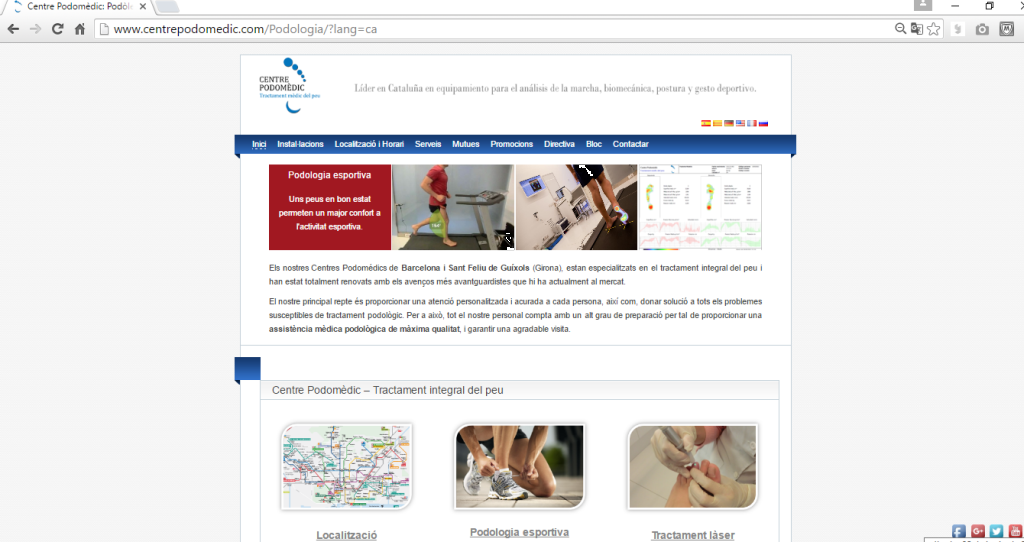 Centre Podomèdic: Podòl
www.centrepodomedic.com/Podologia/?lang=ca
CENTRE
PODOMÈDIC
Tractament mèdic del peu
Líder en Cataluña en equipamiento para el análisis de la marcha, biomecánica, postura y gesto deportivo.
Inici Instal·lacions Localització i Horari Serveis Mutues Promocions Directiva Bloc Contactar
Podologia esportiva
Uns peus en bon estat
permeten un major confort a
l'activitat esportiva.
Els nostres Centres Podomèdics de Barcelona i Sant Feliu de Guíxols (Girona), estan especialitzats en el tractament integral del peu i
han estat totalment renovats amb els avenços més avantguardistes que hi ha actualment al mercat.
El nostre principal repte és proporcionar una atenció personalitzada i acurada a cada persona, així com, donar solució a tots els problemes
susceptibles de tractament podològic. Per a això, tot el nostre personal compta amb un alt grau de preparació per tal de proporcionar una
assistència mèdica podològica de màxima qualitat, i garantir una agradable visita.
Centre Podomèdic – Tractament integral del peu
Localització
Podologia esportiva
Tractament làser